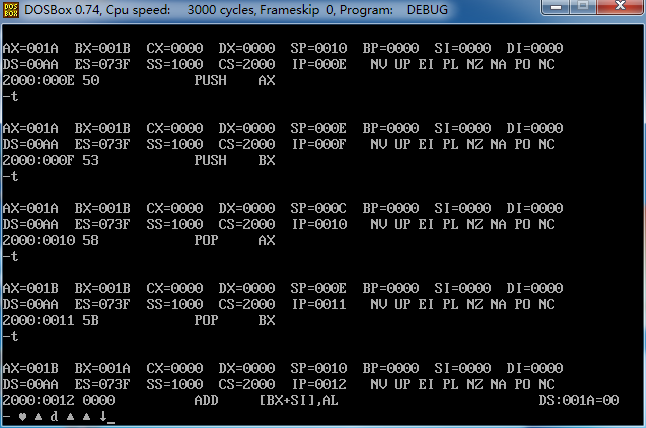 DOSBox 0.74, Cpu speed: 3000 cycles, Frameskip 0, Program: DEBUG
AX=001A BX=001B CX=0000 DX=0000 SP=0010 BP=0000 SI=0000 DI=0000
DS=00AA ES=073F SS=1000 CS=2000 IP=000E NV UP EI PL NZ NA PO NC
2000:000E 50 PUSH AX
-t
AX=001A BX=001B CX=0000 DX=0000 SP=000E BP=0000 SI=0000 DI=0000
DS=00AA ES=073F SS=1000 CS=2000 IP=000F NV UP EI PL NZ NA PO NC
2000:000F 53 PUSH BX
-t
AX=001A BX=001B CX=0000 DX=0000 SP=000C BP=0000 SI=0000 DI=0000
DS=00AA ES=073F SS=1000 CS=2000 IP=0010 NV UP EI PL NZ NA PO NC
2000:0010 58 POP AX
-t
AX=001B BX=001B CX=0000 DX=0000 SP=000E BP=0000 SI=0000 DI=0000
DS=00AA ES=073F SS=1000 CS=2000 IP=0011 NV UP EI PL NZ NA PO NC
2000:0011 5B POP BX
-t
AX=001B BX=001A CX=0000 DX=0000 SP=0010 BP=0000 SI=0000 DI=0000
DS=00AA ES=073F SS=1000 CS=2000 IP=0012 NV UP EI PL NZ NA PO NC
2000:0012 0000 ADD [BX+SI],AL DS:001A=00
- ♥ ▲ d ▲ ▲ ↓_